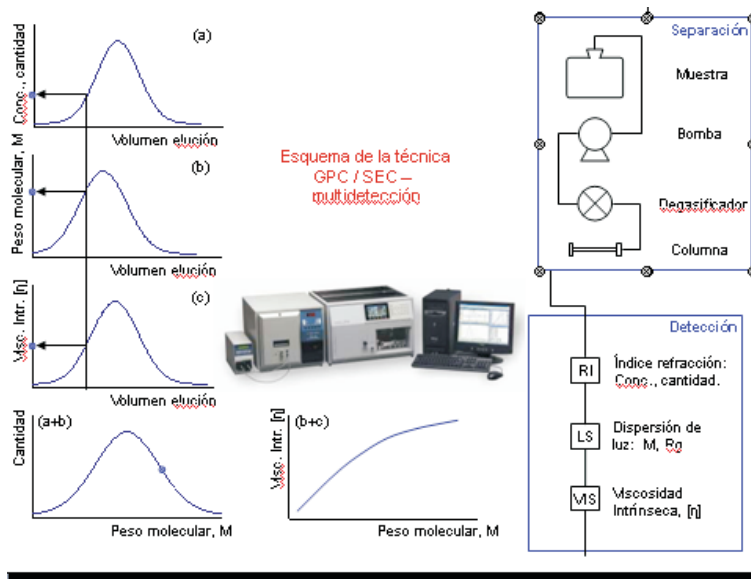 (a)
Conc., cantidad
Volumen elución
(b)
Peso molecular, M
Volumen elución
(c)
Visc. Intr. [η]
Volumen elución
(a+b)
Cantidad
Peso molecular, M
(b+c)
Visc. Intr. [η]
Peso molecular, M
Esquema de la técnica
GPC / SEC –
multidetección
Separación
Muestra
Bomba
Degasificador
Columna
Detección
RI
Índice refracción:
Conc., cantidad.
LS
Dispersión de
luz: M, Rg
VIS
Viscosidad
Intrínseca, [η]